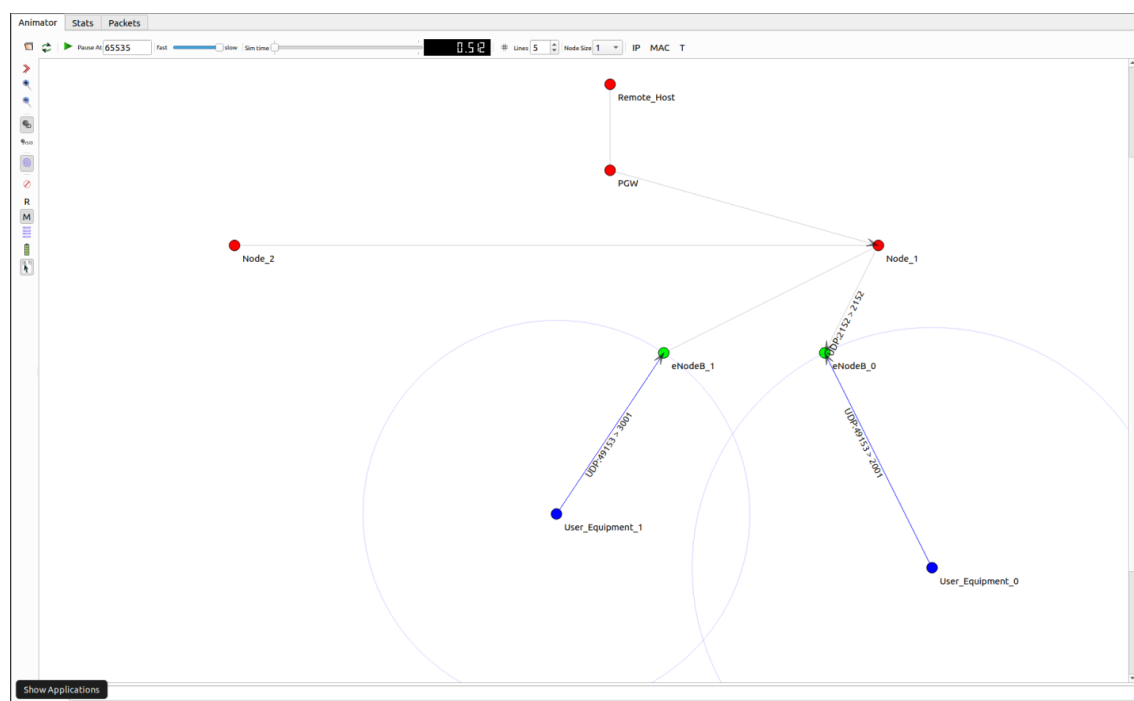 Animator Stats Packets
Pause At 65535 Fast slow Sim time 0.512 # Lines 5 Node Size 1 IP MAC T
R
M
Remote_Host
PGW
Node_2
Node_1
UDP:2152 > 2152
eNodeB_1
eNodeB_0
UDP:49153 > 3001
UDP:49153 > 2001
User_Equipment_1
User_Equipment_0
Show Applications